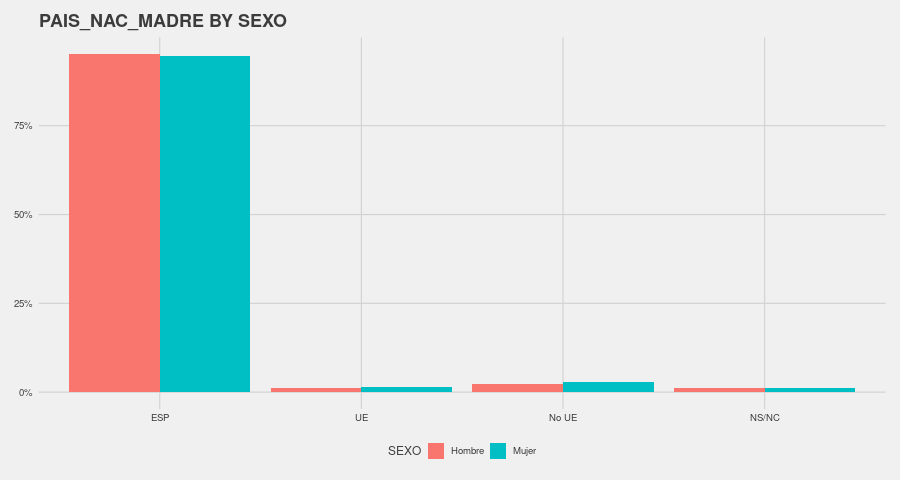 PAIS_NAC_MADRE BY SEXO
75%
50%
25%
0%
ESP UE No UE NS/NC
SEXO Hombre Mujer